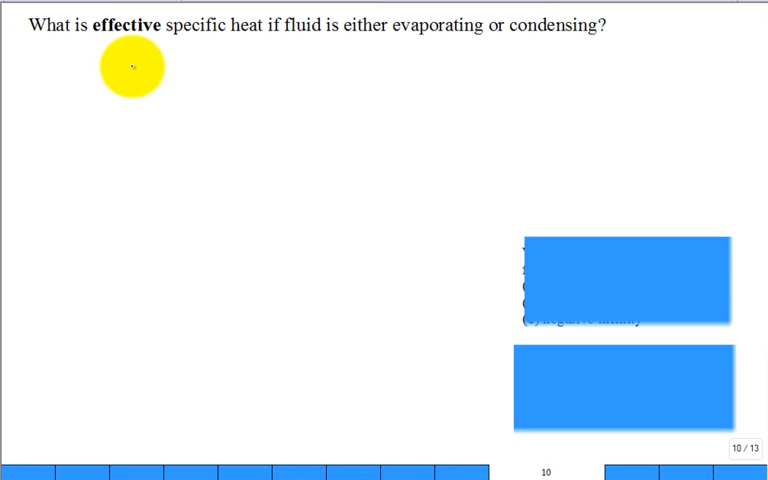 What is effective specific heat if fluid is either evaporating or condensing?
10 / 13
10